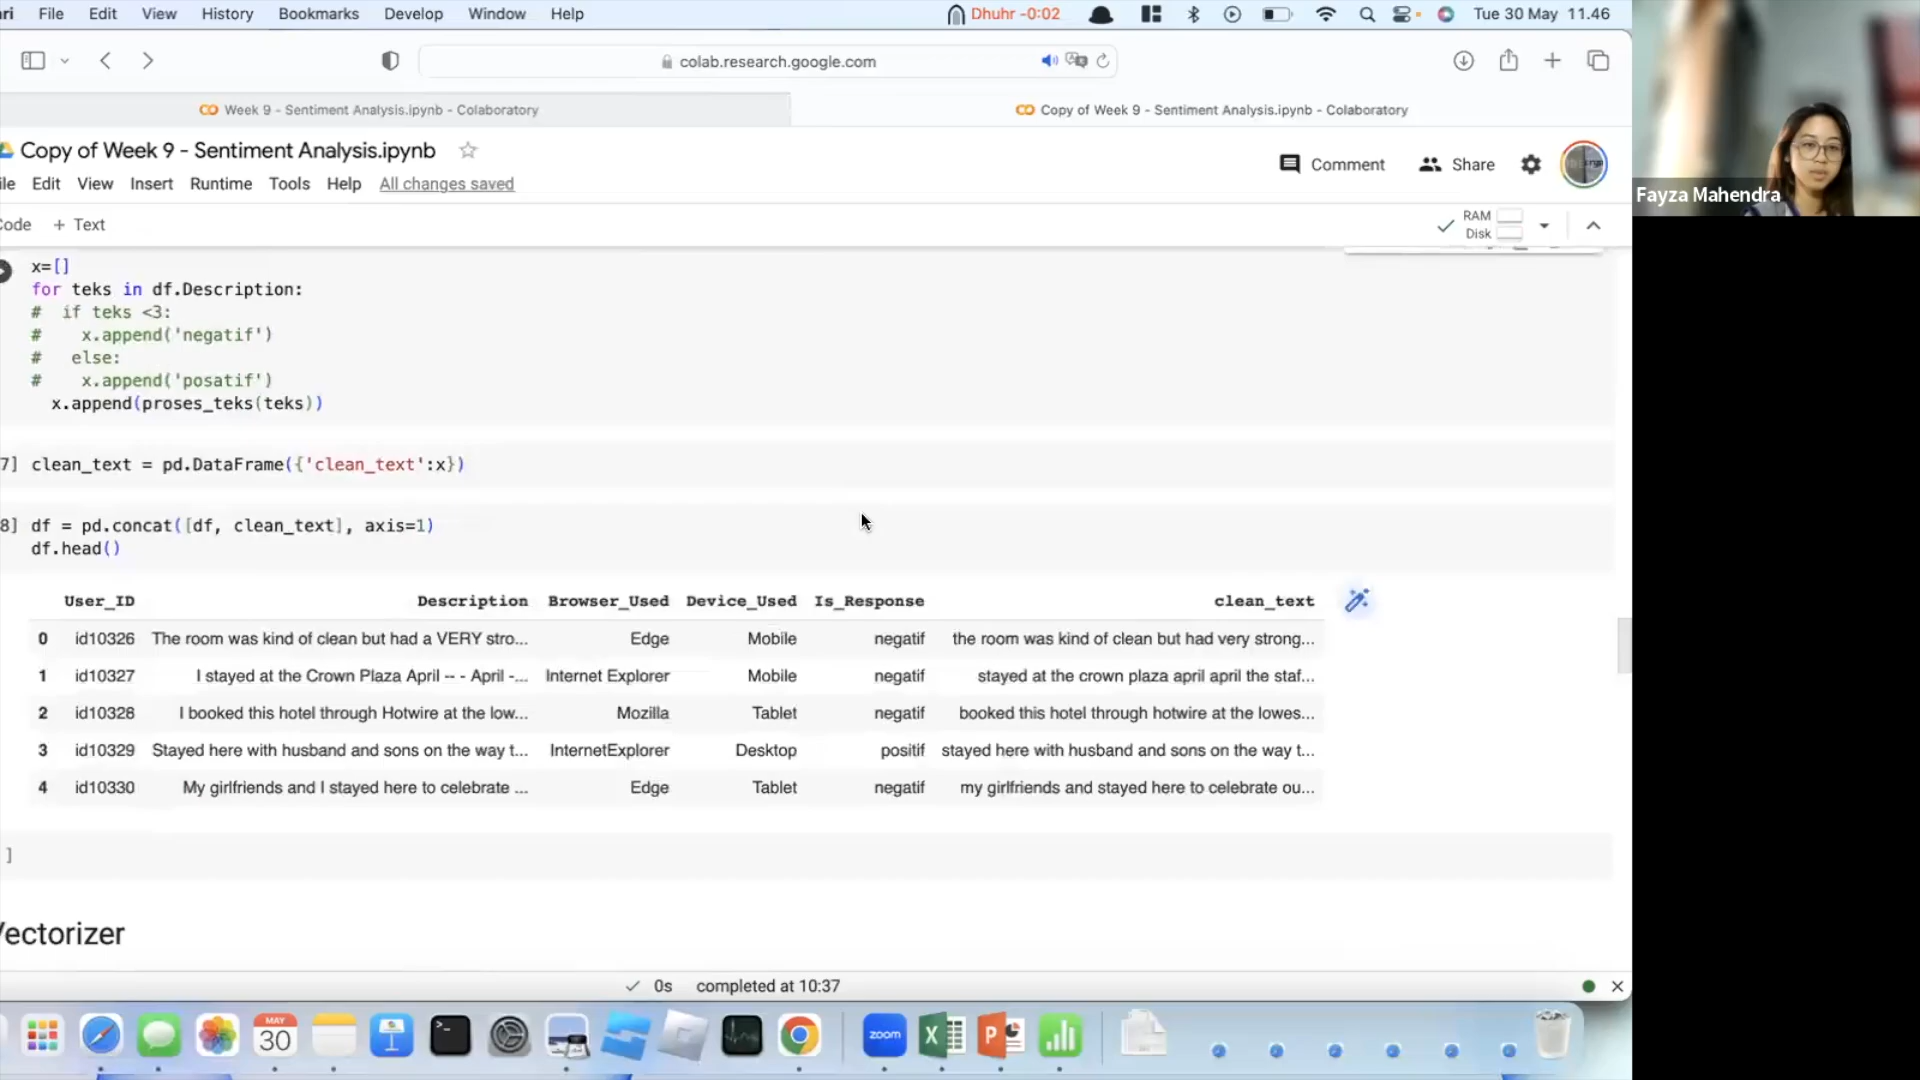 ri File Edit View History Bookmarks Develop Window Help Dhuhr -0:02 Tue 30 May 11.46
colab.research.google.com
Week 9 - Sentiment Analysis.ipynb - Colaboratory Copy of Week 9 - Sentiment Analysis.ipynb - Colaboratory
Copy of Week 9 - Sentiment Analysis.ipynb Comment Share
ile Edit View Insert Runtime Tools Help All changes saved
Fayza Mahendra
ode + Text RAM
Disk
x=[]
for teks in df.Description:
# if teks <3:
# x.append('negatif')
# else:
# x.append('posatif')
x.append(proses_teks(teks))
7] clean_text = pd.DataFrame({'clean_text':x})
8] df = pd.concat([df, clean_text], axis=1)
df.head()
User_ID Description Browser_Used Device_Used Is_Response clean_text
0 id10326 The room was kind of clean but had a VERY stro... Edge Mobile negatif the room was kind of clean but had very strong...
1 id10327 I stayed at the Crown Plaza April -- - April -... Internet Explorer Mobile negatif stayed at the crown plaza april april the staf...
2 id10328 I booked this hotel through Hotwire at the low... Mozilla Tablet negatif booked this hotel through hotwire at the lowes...
3 id10329 Stayed here with husband and sons on the way t... InternetExplorer Desktop positif stayed here with husband and sons on the way t...
4 id10330 My girlfriends and I stayed here to celebrate ... Edge Tablet negatif my girlfriends and stayed here to celebrate ou...
]
Vectorizer
0s completed at 10:37
MAY
30
zoom